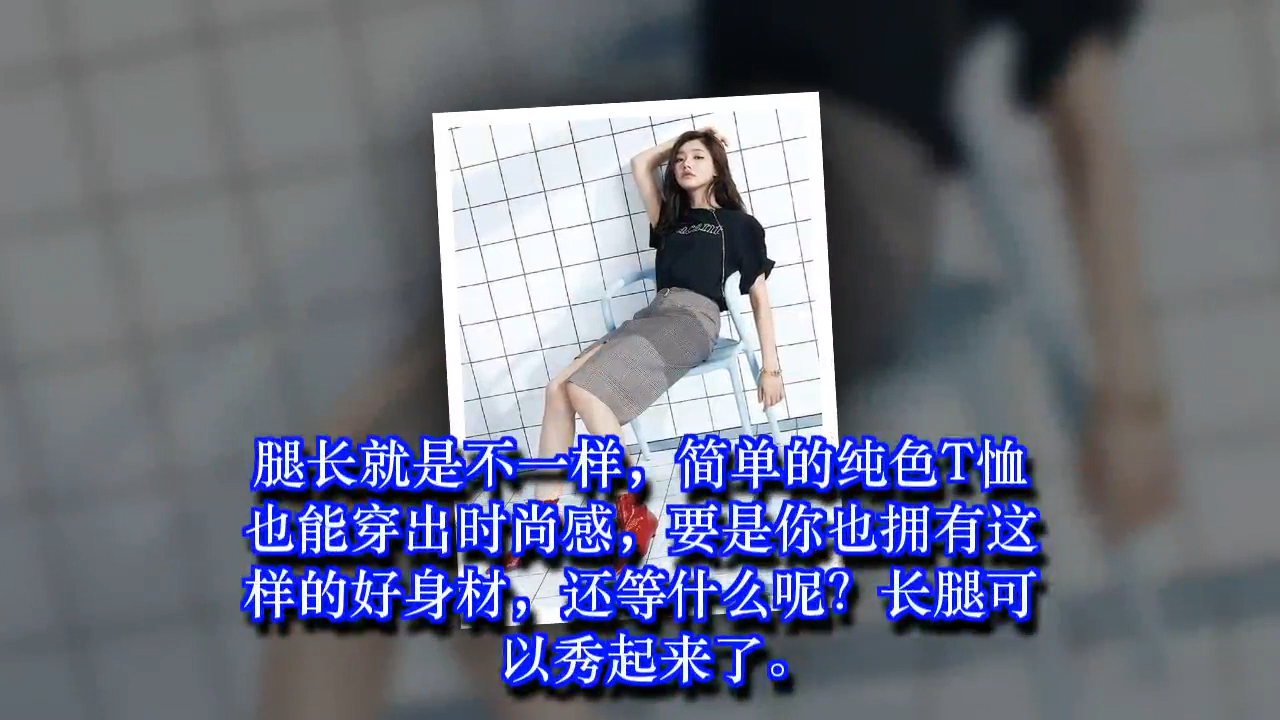 腿长就是不一样，简单的纯色T恤
也能穿出时尚感，要是你也拥有这
样的好身材，还等什么呢？长腿可
以秀起来了。